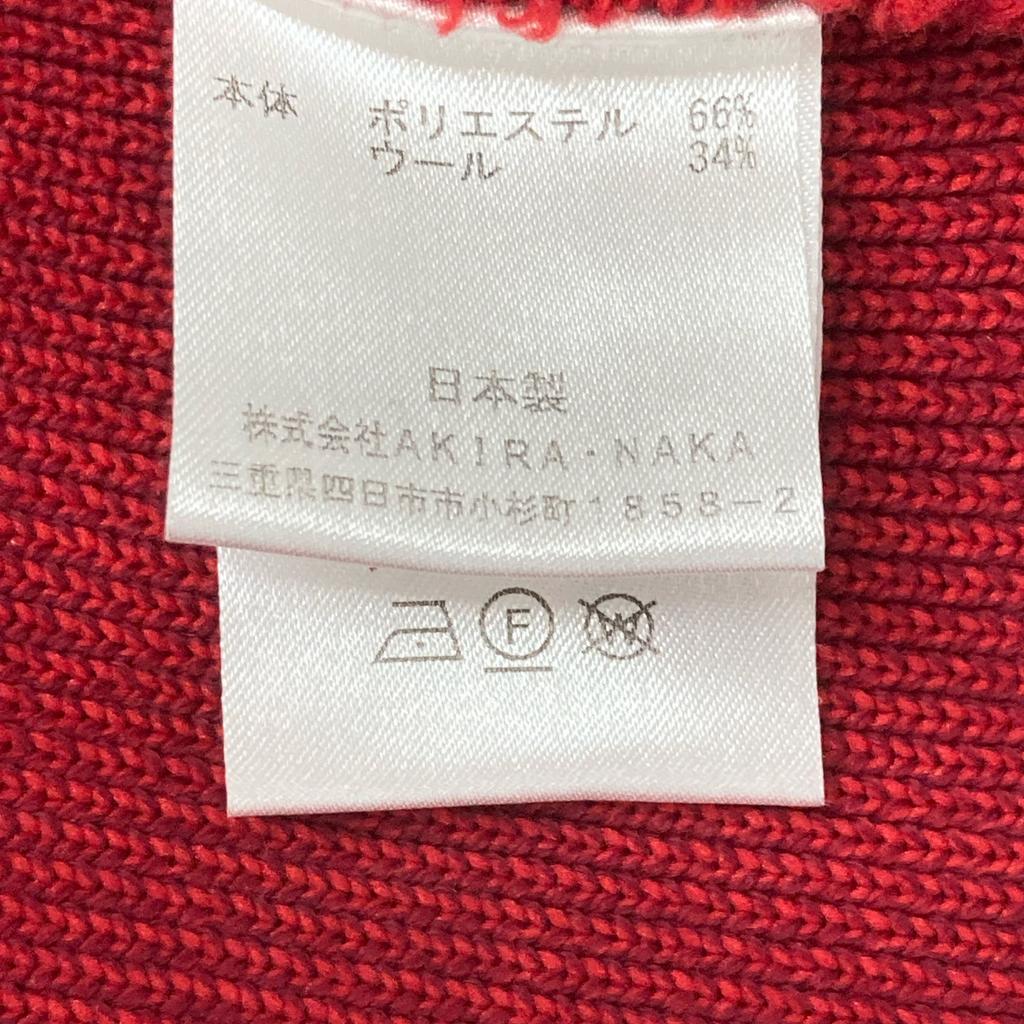 本体 ポリエステル 66%
ウール 34%
日本製
株式会社AKIRA・NAKA
三重県四日市市小杉町1858-2
F W